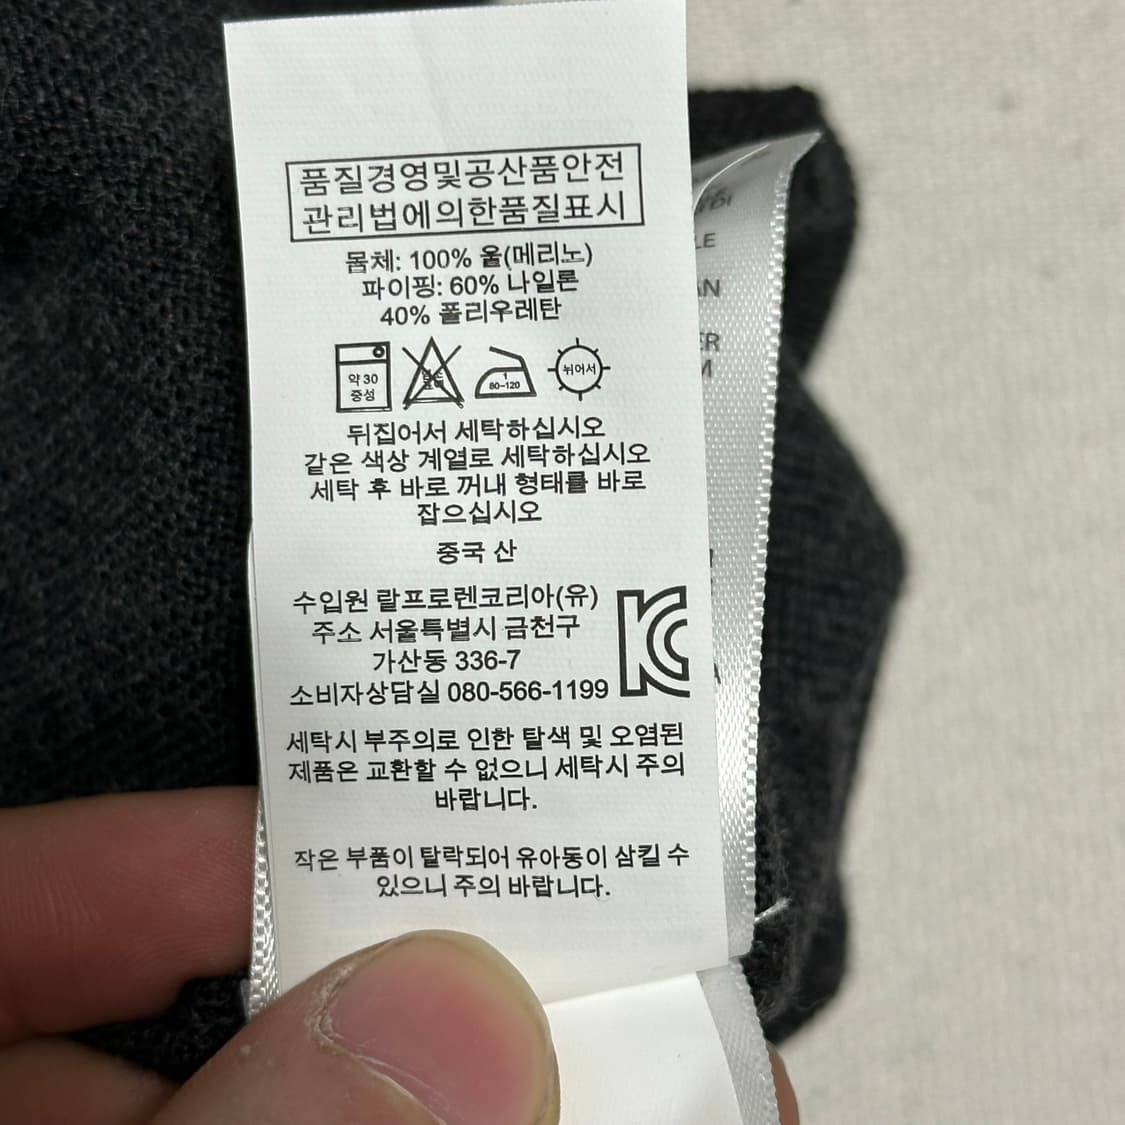 품질경영및공산품안전
관리법에의한품질표시
몸체: 100% 울(메리노)
파이핑: 60% 나일론
40% 폴리우레탄
약 30
중성
1
80~120
뉘어서
뒤집어서 세탁하십시오
같은 색상 계열로 세탁하십시오
세탁 후 바로 꺼내 형태를 바로
잡으십시오
중국 산
수입원 랄프로렌코리아(유)
주소 서울특별시 금천구
가산동 336-7
소비자상담실 080-566-1199
KC
세탁시 부주의로 인한 탈색 및 오염된
제품은 교환할 수 없으니 세탁시 주의
바랍니다.
작은 부품이 탈락되어 유아동이 삼킬 수
있으니 주의 바랍니다.